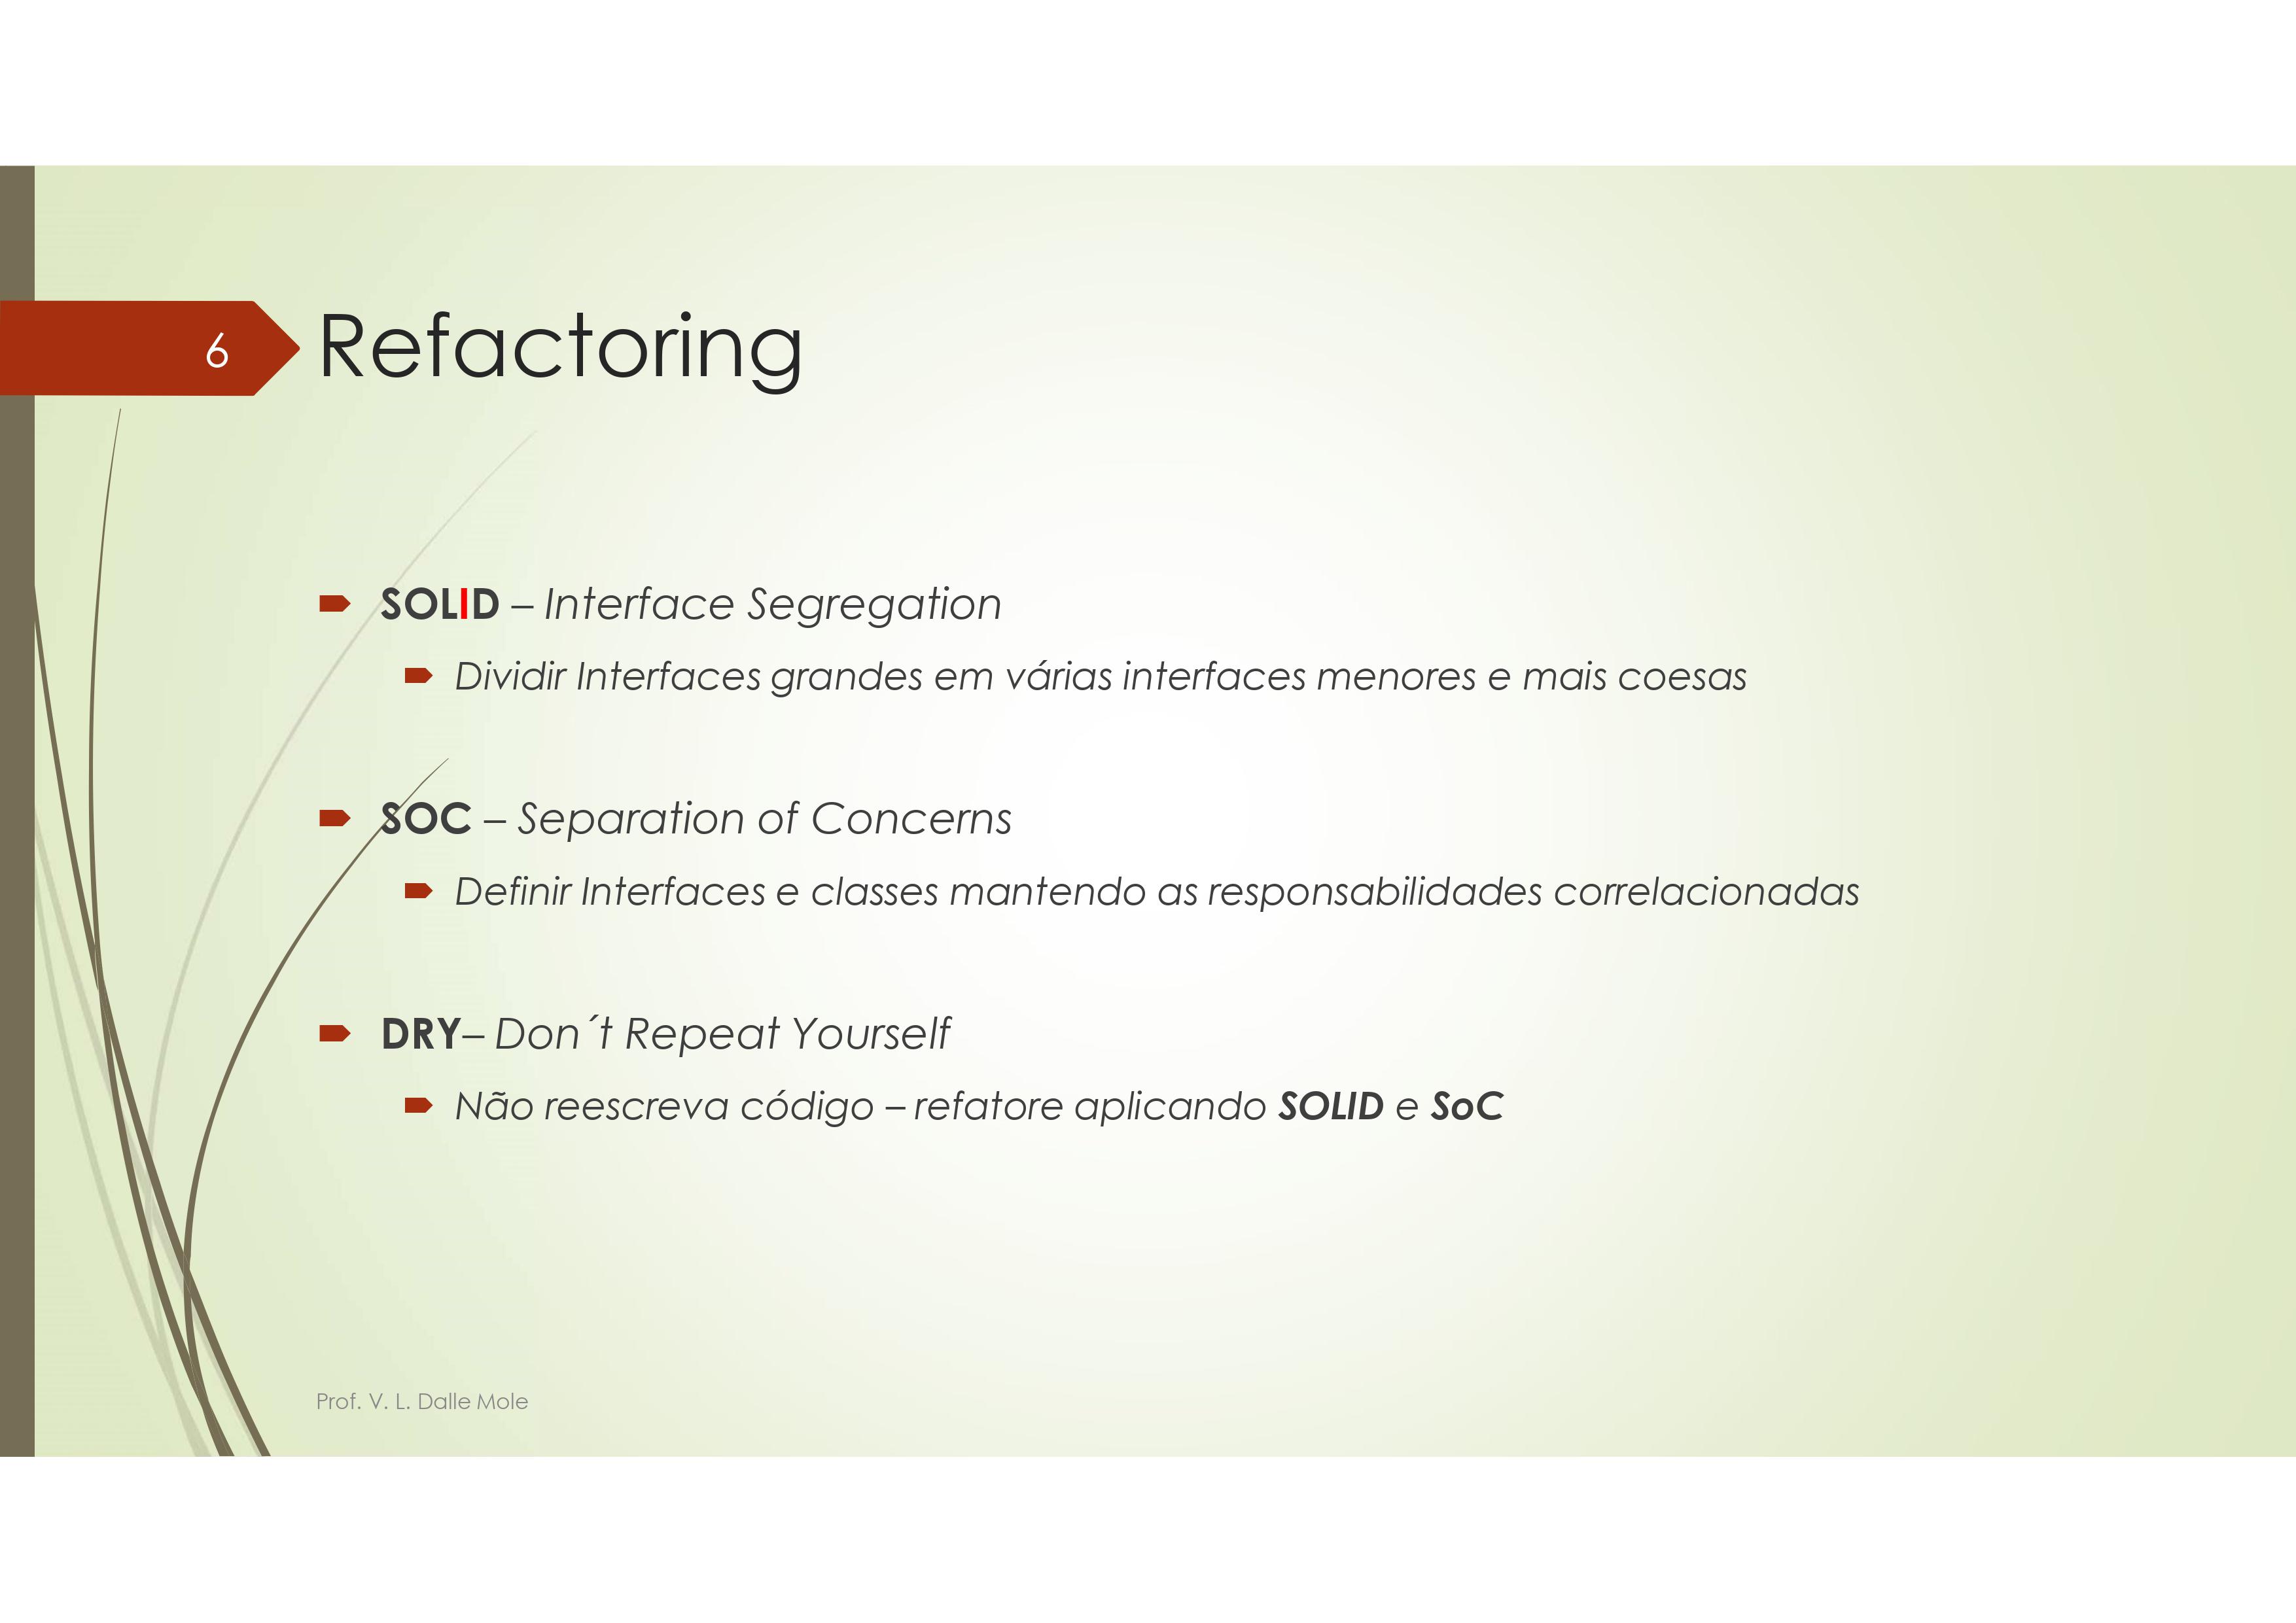 6
Refactoring
SOLID – Interface Segregation
Dividir Interfaces grandes em várias interfaces menores e mais coesas
SOC – Separation of Concerns
Definir Interfaces e classes mantendo as responsabilidades correlacionadas
DRY– Don´t Repeat Yourself
Não reescreva código – refatore aplicando SOLID e SoC
Prof. V. L. Dalle Mole